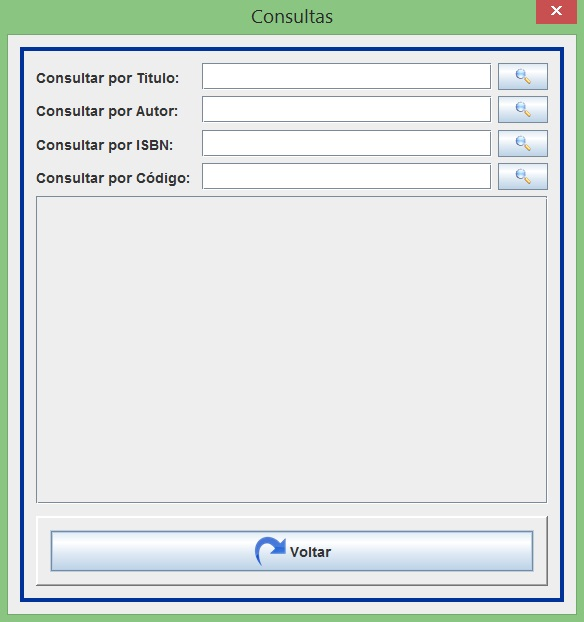 Consultas
Consultar por Titulo:
Consultar por Autor:
Consultar por ISBN:
Consultar por Código:
Voltar